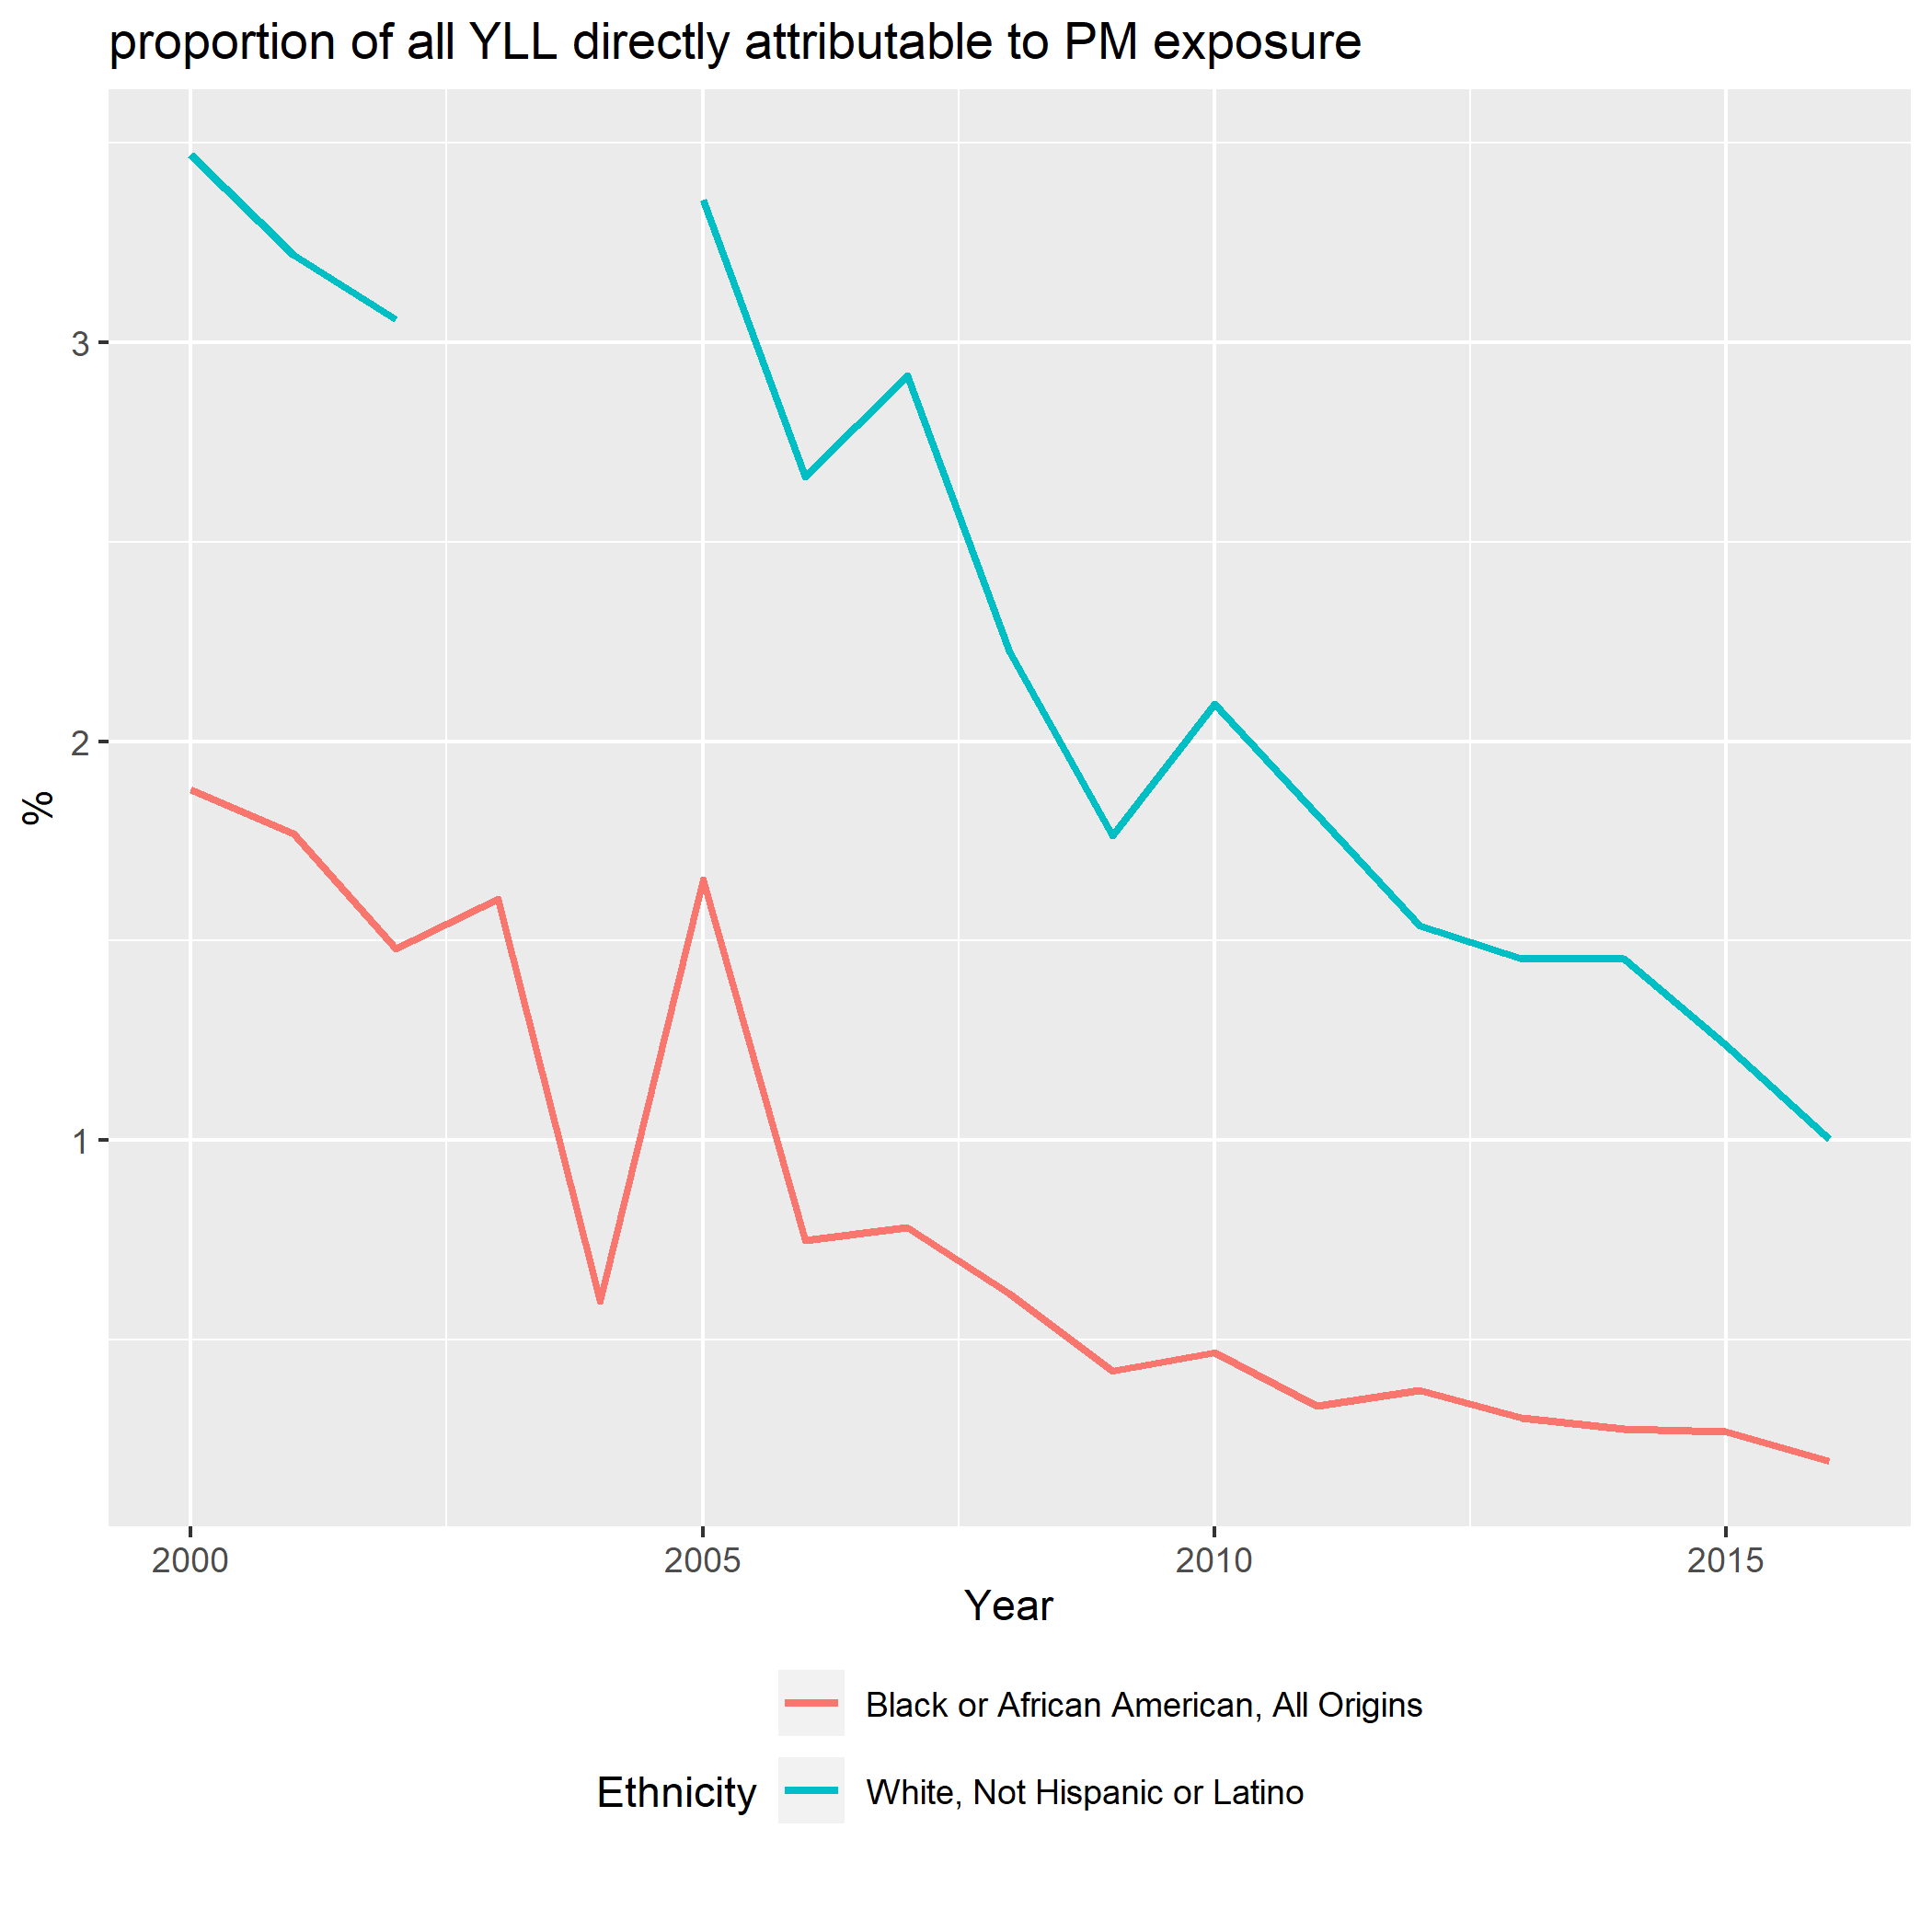 proportion of all YLL directly attributable to PM exposure
3
2
1
%
2000 2005 2010 2015
Year
Ethnicity
Black or African American, All Origins
White, Not Hispanic or Latino